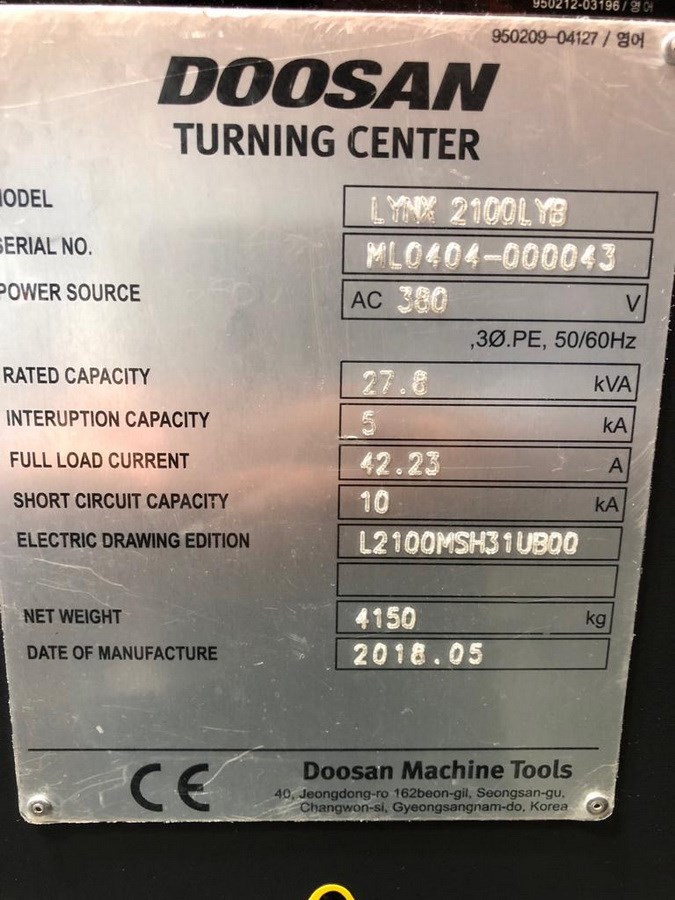 950212-03196 / 영어
950209-04127 / 영어
DOOSAN
TURNING CENTER
MODEL LYNX 2100LYB
SERIAL NO. ML0404-000043
POWER SOURCE AC 380 V
,3Ø.PE, 50/60Hz
RATED CAPACITY 27.8 kVA
INTERUPTION CAPACITY 5 kA
FULL LOAD CURRENT 42.23 A
SHORT CIRCUIT CAPACITY 10 kA
ELECTRIC DRAWING EDITION L2100MSH31UB00
NET WEIGHT 4150 kg
DATE OF MANUFACTURE 2018.05
CE Doosan Machine Tools
40, Jeongdong-ro 162beon-gil, Seongsan-gu,
Changwon-si, Gyeongsangnam-do, Korea